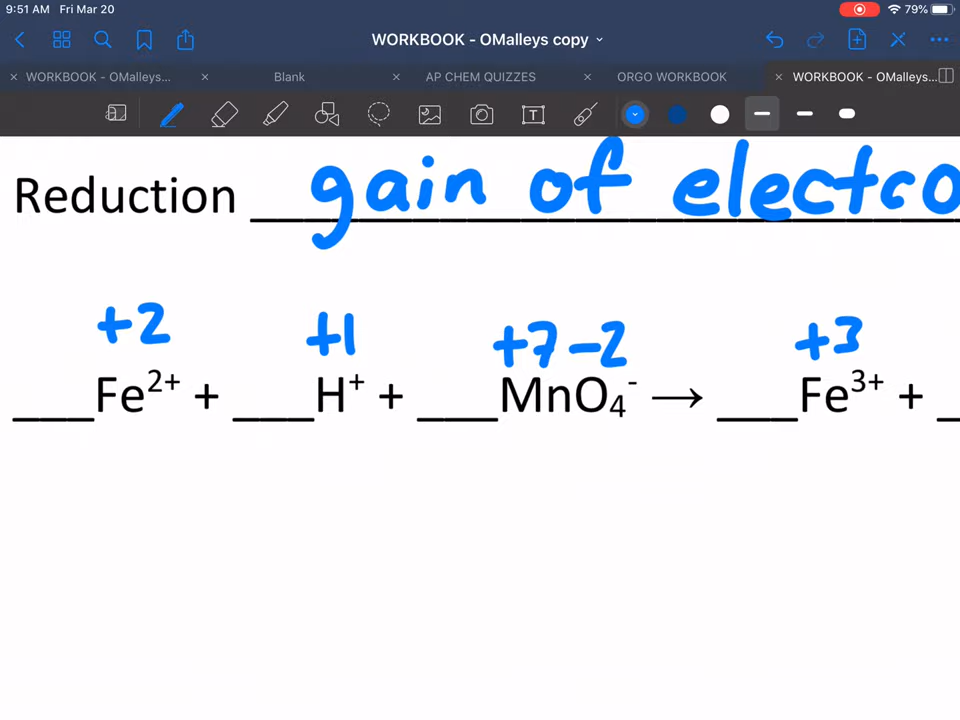 9:51 AM Fri Mar 20 79%
WORKBOOK - OMalleys copy
WORKBOOK - OMalleys... Blank AP CHEM QUIZZES ORGO WORKBOOK WORKBOOK - OMalleys...
Reduction gain of electro
+2 +1 +7 -2 +3
___Fe²⁺ + ___H⁺ + ___MnO₄⁻ → ___Fe³⁺ + _